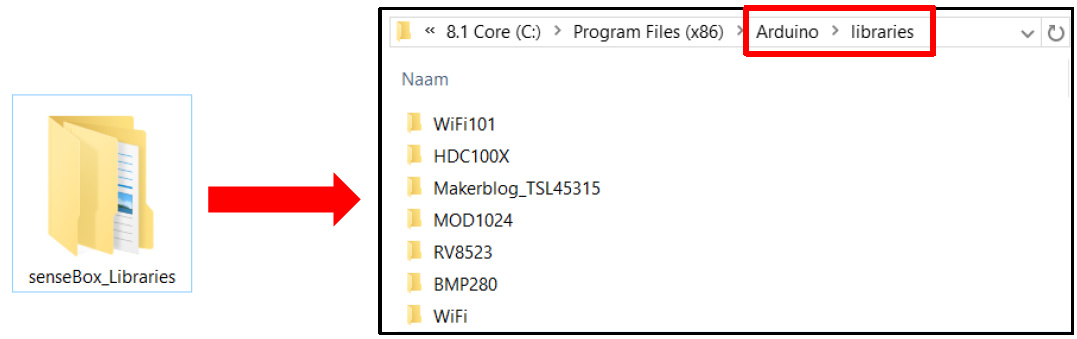 senseBox_Libraries
« 8.1 Core (C:) > Program Files (x86) > Arduino > libraries
Naam
WiFi101
HDC100X
Makerblog_TSL45315
MOD1024
RV8523
BMP280
WiFi